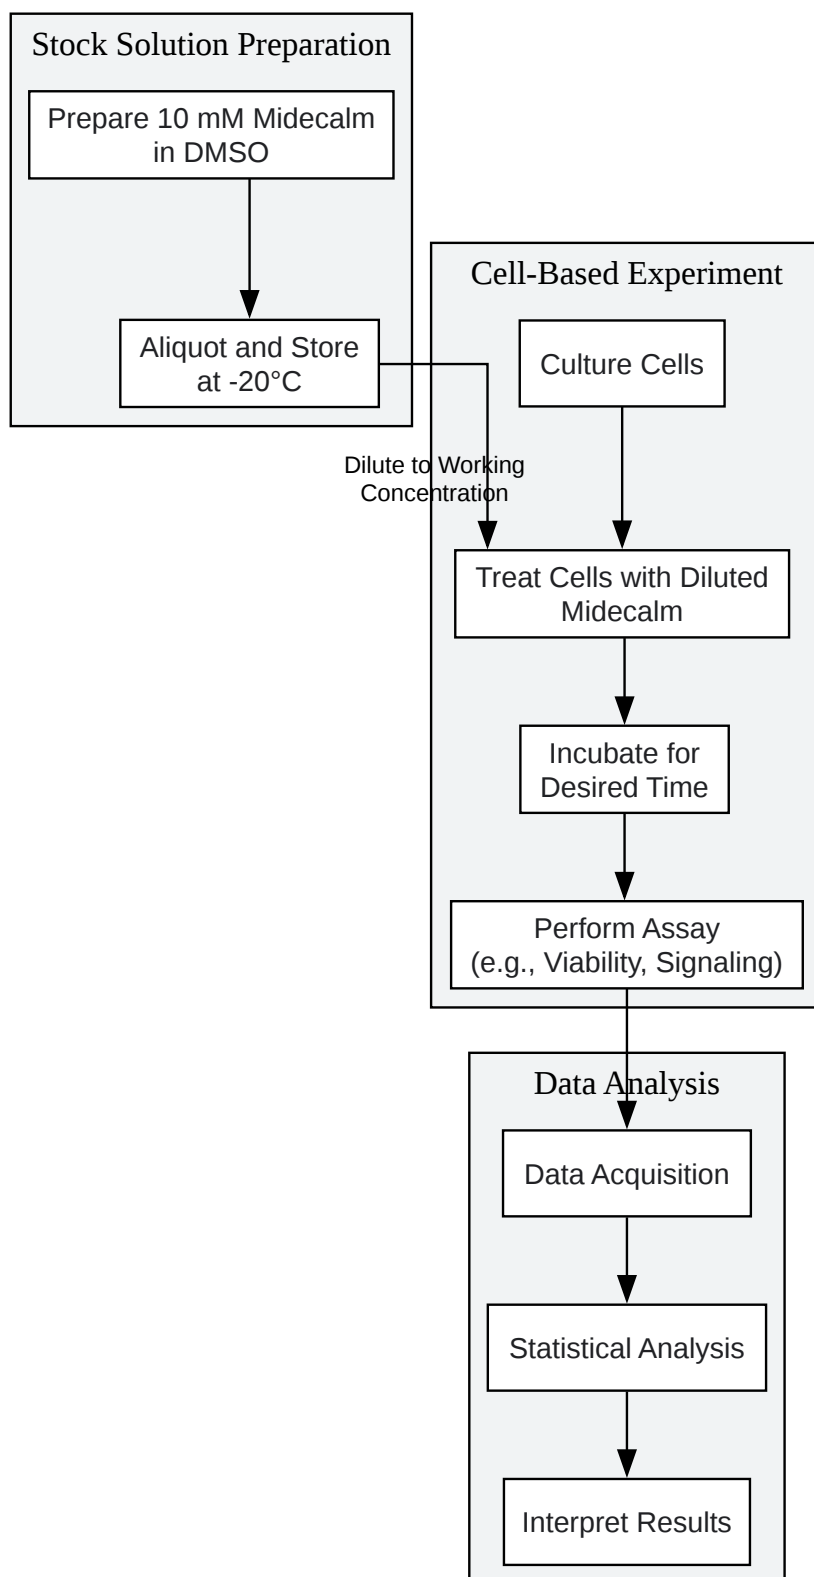 Stock Solution Preparation
Prepare 10 mM Midecalm
in DMSO
Aliquot and Store
at -20°C
Cell-Based Experiment
Culture Cells
Dilute to Working
Concentration
Treat Cells with Diluted
Midecalm
Incubate for
Desired Time
Perform Assay
(e.g., Viability, Signaling)
Data Analysis
Data Acquisition
Statistical Analysis
Interpret Results